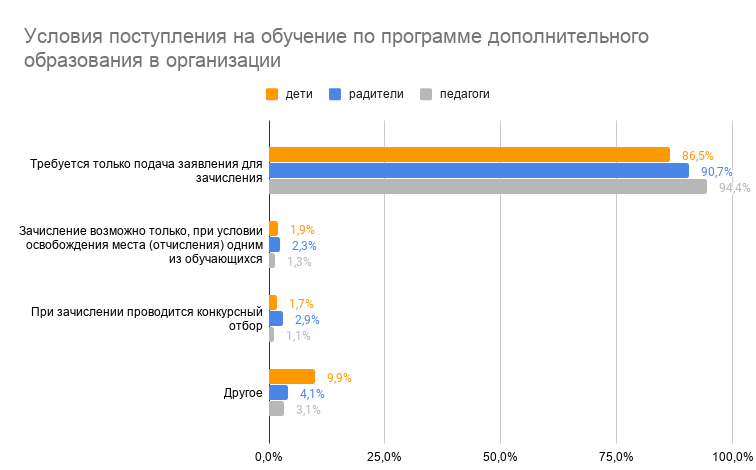 Условия поступления на обучение по программе дополнительного
образования в организации
дети радители педагоги
Требуется только подача заявления для
зачисления
86,5%
90,7%
94,4%
Зачисление возможно только, при условии
освобождения места (отчисления) одним
из обучающихся
1,9%
2,3%
1,3%
При зачислении проводится конкурсный
отбор
1,7%
2,9%
1,1%
Другое
9,9%
4,1%
3,1%
0,0% 25,0% 50,0% 75,0% 100,0%